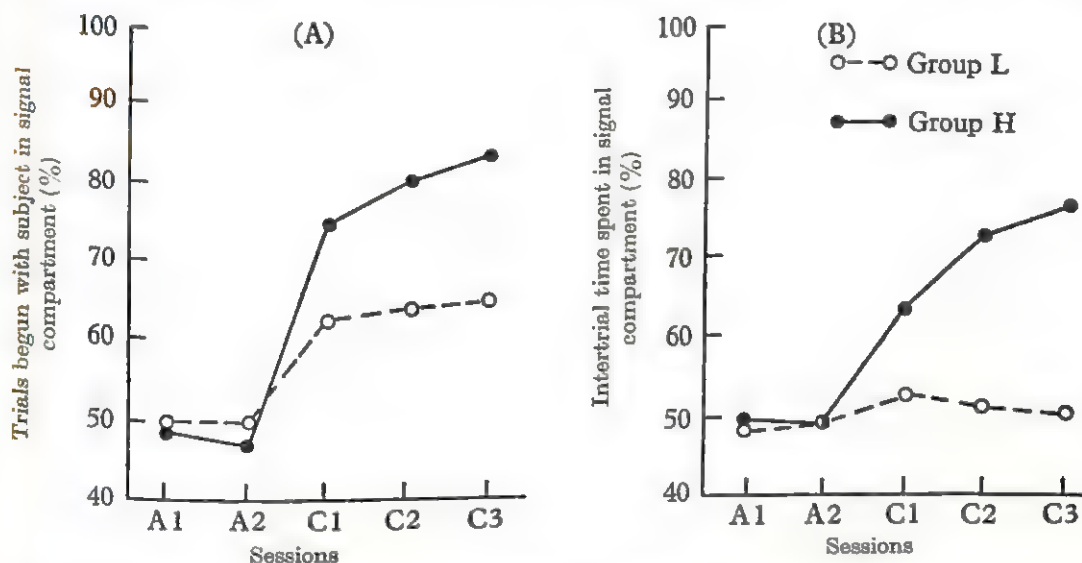 (A)
Trials begun with subject in signal
compartment (%)
100
90
80
70
60
50
40
A1 A2 C1 C2 C3
Sessions
(B)
Group L
Group H
Intertrial time spent in signal
compartment (%)
100
90
80
70
60
50
40
A1 A2 C1 C2 C3
Sessions